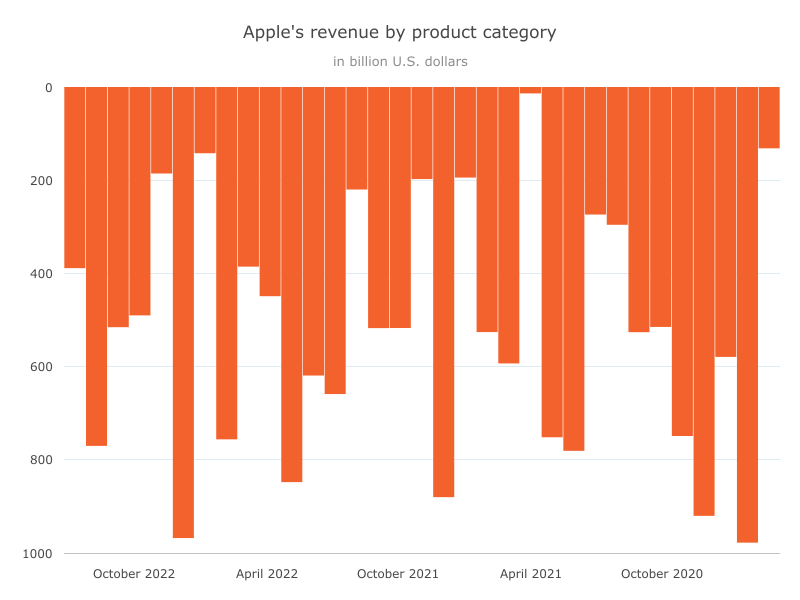 Apple's revenue by product category
in billion U.S. dollars
0
200
400
600
800
1000
October 2022 April 2022 October 2021 April 2021 October 2020